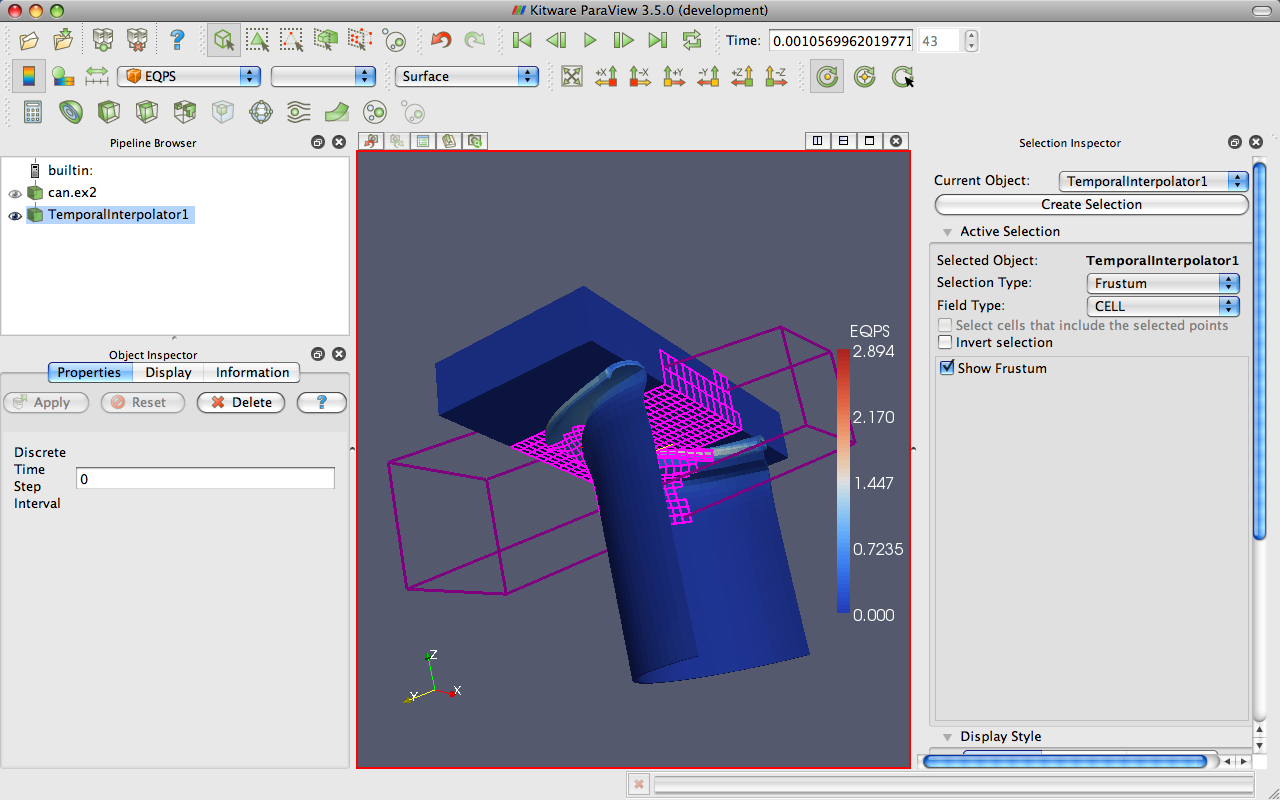 Kitware ParaView 3.5.0 (development)
Time: 0.0010569962019771 43
EQPS Surface
+X -X +Y -Y +Z -Z
Pipeline Browser
builtin:
can.ex2
TemporalInterpolator1
Object Inspector
Properties Display Information
Apply Reset Delete ?
Discrete
Time
Step
Interval
0
EQPS
2.894
2.170
1.447
0.7235
0.000
Z
Y X
Selection Inspector
Current Object: TemporalInterpolator1
Create Selection
Active Selection
Selected Object: TemporalInterpolator1
Selection Type: Frustum
Field Type: CELL
Select cells that include the selected points
Invert selection
Show Frustum
Display Style